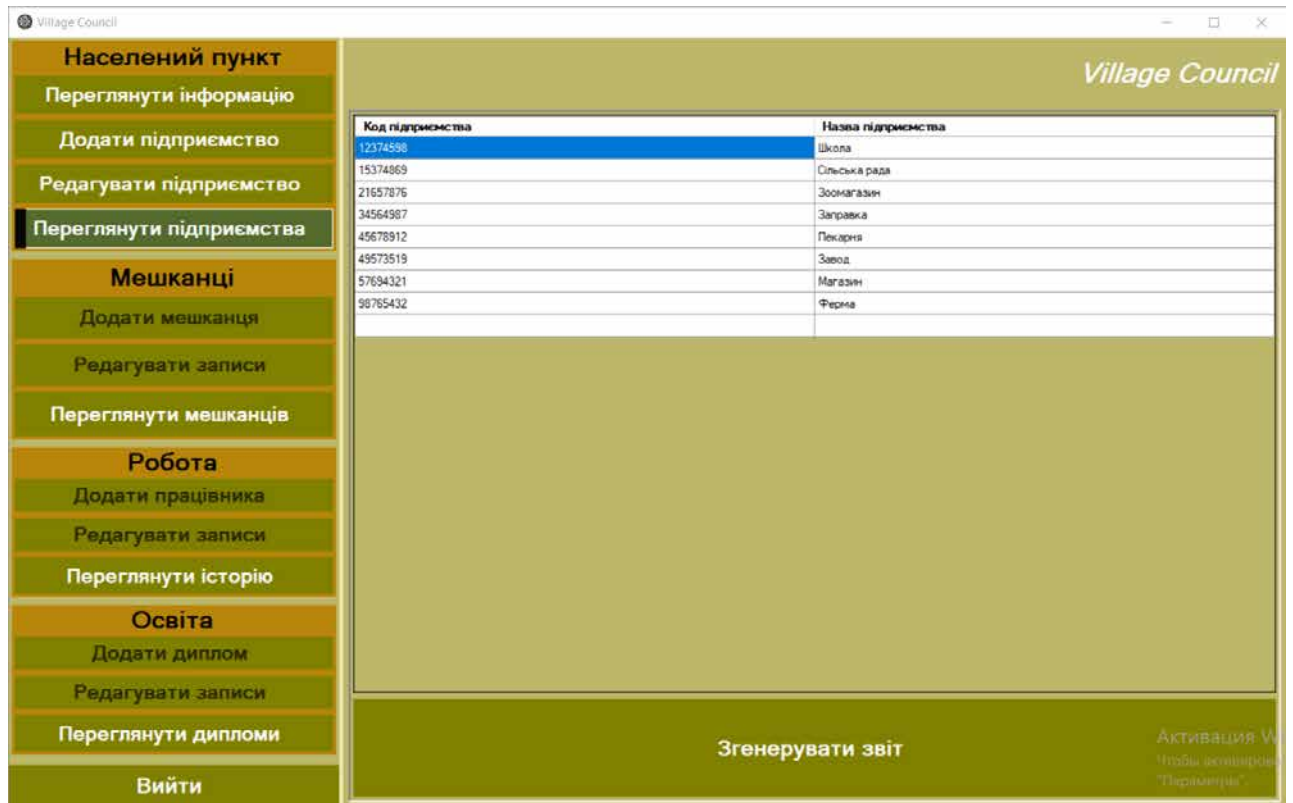 Village Council
Населений пункт
Переглянути інформацію
Додати підприємство
Редагувати підприємство
Переглянути підприємства
Мешканці
Додати мешканця
Редагувати записи
Переглянути мешканців
Робота
Додати працівника
Редагувати записи
Переглянути історію
Освіта
Додати диплом
Редагувати записи
Переглянути дипломи
Вийти
Village Council
Код підприємства Назва підприємства
12374598 Школа
15374869 Сільська рада
21657876 Зоомагазин
34564987 Заправка
45678912 Пекарня
49573519 Завод
57694321 Магазин
98765432 Ферма
Згенерувати звіт
Активация W
Чтобы активиров
"Параметры".